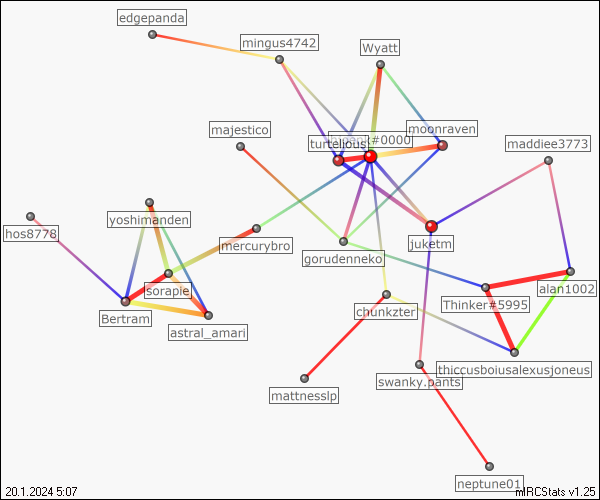 edgepanda
mingus4742
Wyatt
majestico
moonraven
#0000
turtelious
maddiee3773
yoshimanden
hos8778
mercurybro
juketm
gorudenneko
sorapie
alan1002
Thinker#5995
Bertram
chunkzter
astral_amari
thiccusboiusalexusjoneus
swanky.pants
mattnesslp
neptune01
20.1.2024 5:07
mIRCStats v1.25